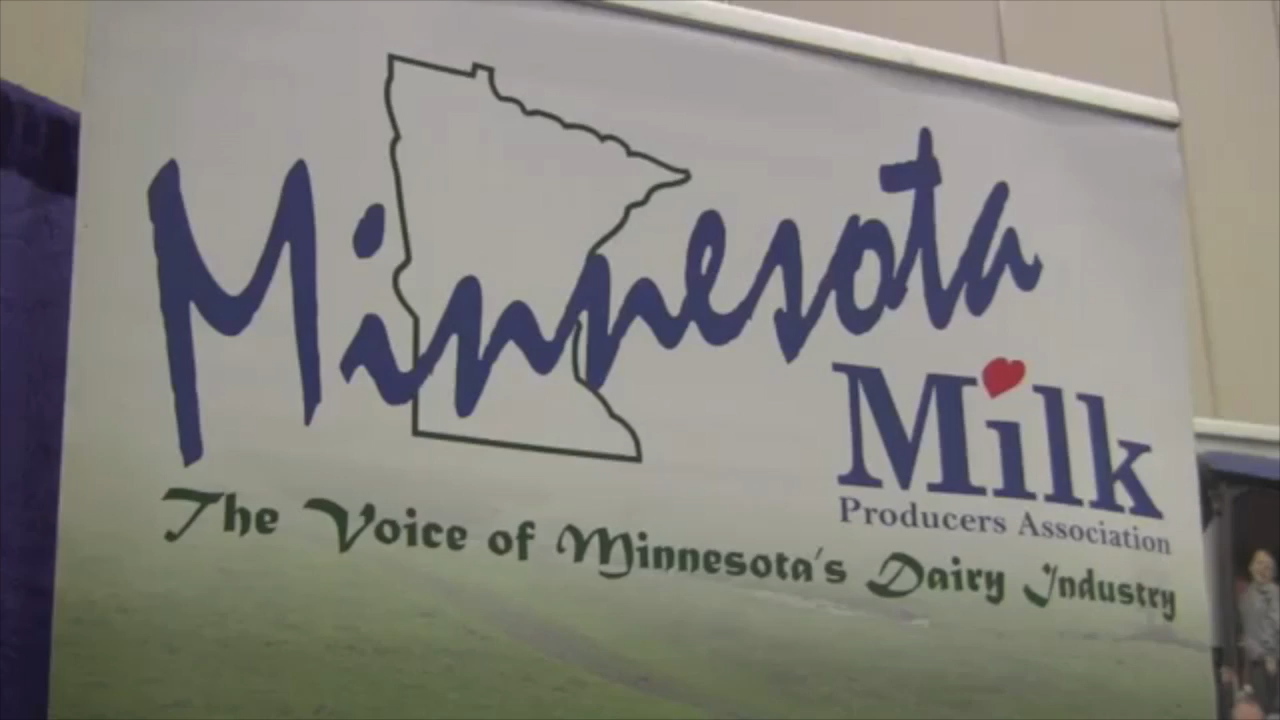 Minnesota
Milk
Producers Association
The Voice of Minnesota's Dairy Industry